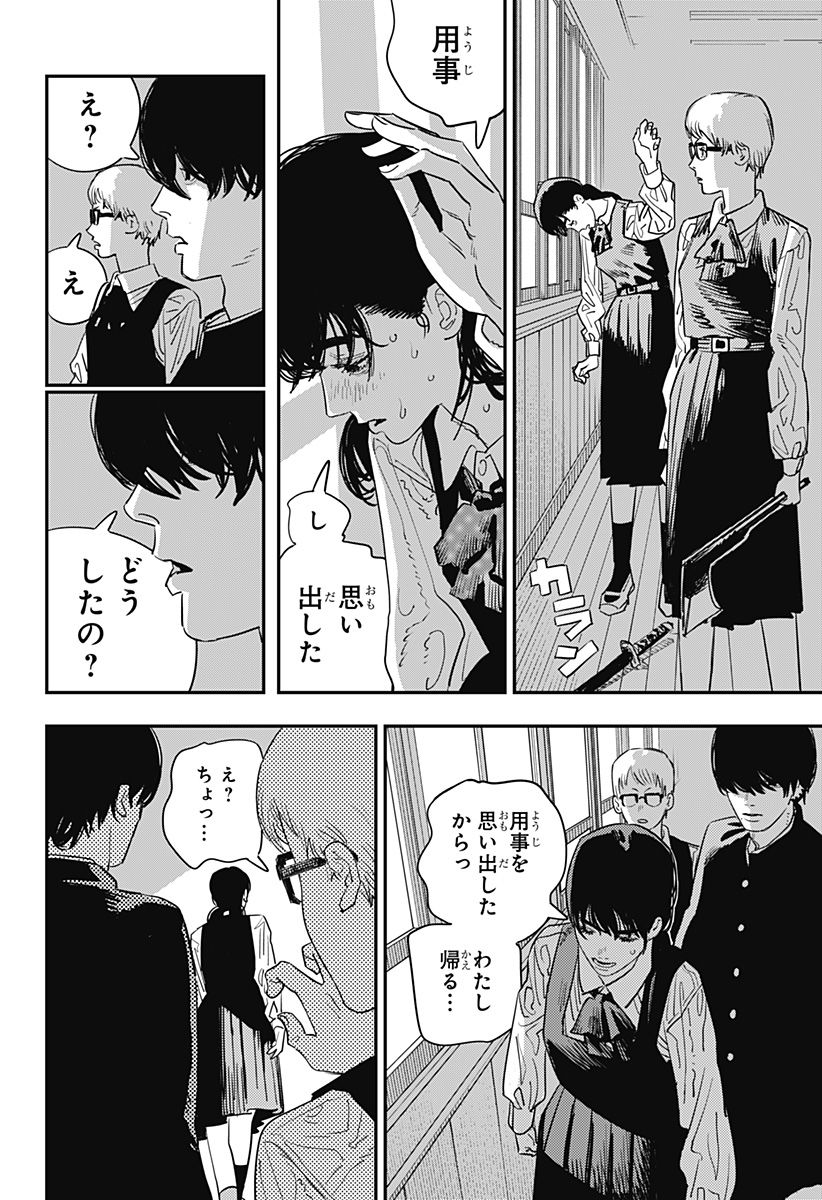 カラン
用事
し
思い
出した
え?
え
どう
したの?
用事を
思い出した
からっ
わたし
帰る…
え?
ちょっ…